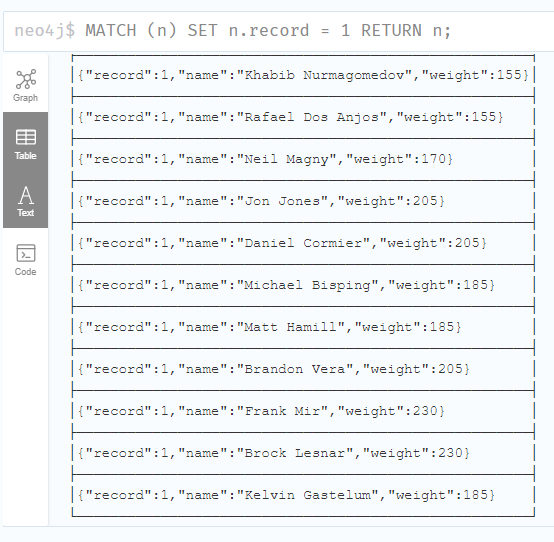 neo4j$ MATCH (n) SET n.record = 1 RETURN n;
{"record":1,"name":"Khabib Nurmagomedov","weight":155}
Graph
{"record":1,"name":"Rafael Dos Anjos","weight":155}
Table
{"record":1,"name":"Neil Magny","weight":170}
{"record":1,"name":"Jon Jones","weight":205}
Text
{"record":1,"name":"Daniel Cormier","weight":205}
Code
{"record":1,"name":"Michael Bisping","weight":185}
{"record":1,"name":"Matt Hamill","weight":185}
{"record":1,"name":"Brandon Vera","weight":205}
{"record":1,"name":"Frank Mir","weight":230}
{"record":1,"name":"Brock Lesnar","weight":230}
{"record":1,"name":"Kelvin Gastelum","weight":185}